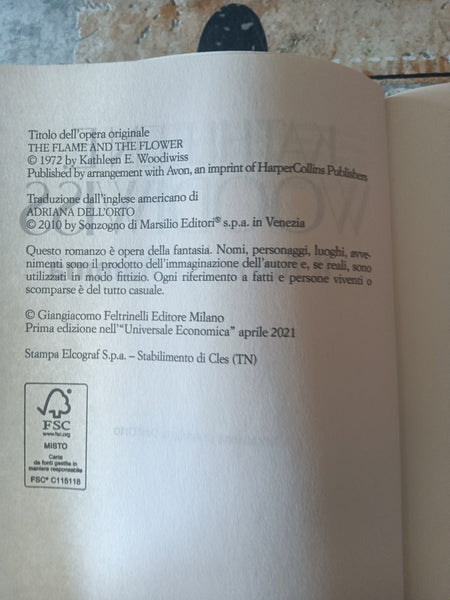 Titolo dell'opera originale
THE FLAME AND THE FLOWER
© 1972 by Kathleen E. Woodiwiss
Published by arrangement with Avon, an imprint of HarperCollins Publishers
Traduzione dall'inglese americano di
ADRIANA DELL'ORTO
© 2010 by Sonzogno di Marsilio Editori® s.p.a. in Venezia
Questo romanzo è opera della fantasia. Nomi, personaggi, luoghi, avve-
nimenti sono il prodotto dell'immaginazione dell'autore e, se reali, sono
utilizzati in modo fittizio. Ogni riferimento a fatti e persone viventi o
scomparse è del tutto casuale.
© Giangiacomo Feltrinelli Editore Milano
Prima edizione nell'"Universale Economica" aprile 2021
Stampa Elcograf S.p.a. – Stabilimento di Cles (TN)
FSC
www.fsc.org
MISTO
Carta
da fonti gestite in
maniera responsabile
FSC® C115118